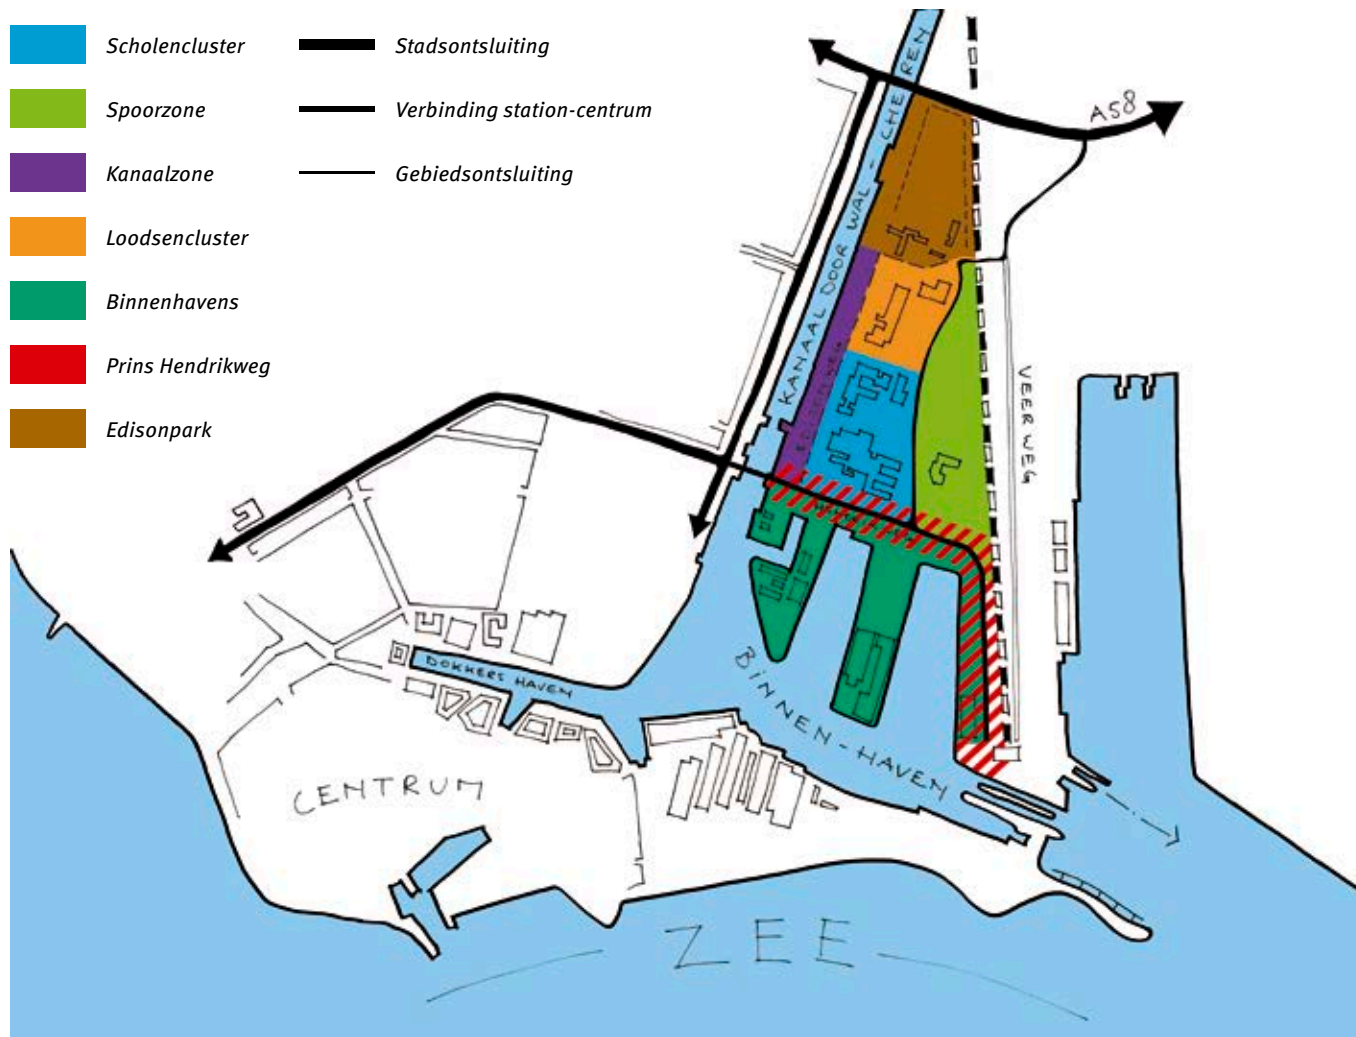 Scholencluster
Spoorzone
Kanaalzone
Loodsencluster
Binnenhavens
Prins Hendrikweg
Edisonpark
Stadsontsluiting
Verbinding station-centrum
Gebiedsontsluiting
A58
KANAAL DOOR WAL - CHEREN
VEERWEG
DOKKERS HAVEN
BINNEN-HAVEN
CENTRUM
ZEE